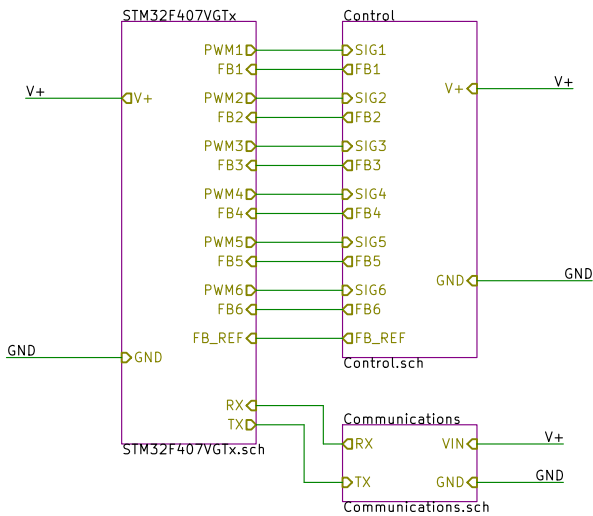 STM32F407VGTx
Control
PWM1 SIG1
FB1 FB1
V+ V+ PWM2 SIG2 V+ V+
FB2 FB2
PWM3 SIG3
FB3 FB3
PWM4 SIG4
FB4 FB4
PWM5 SIG5
FB5 FB5
GND GND
PWM6 SIG6
FB6 FB6
FB_REF FB_REF
GND GND
Control.sch
RX
TX
STM32F407VGTx.sch
Communications
RX VIN V+
TX GND GND
Communications.sch